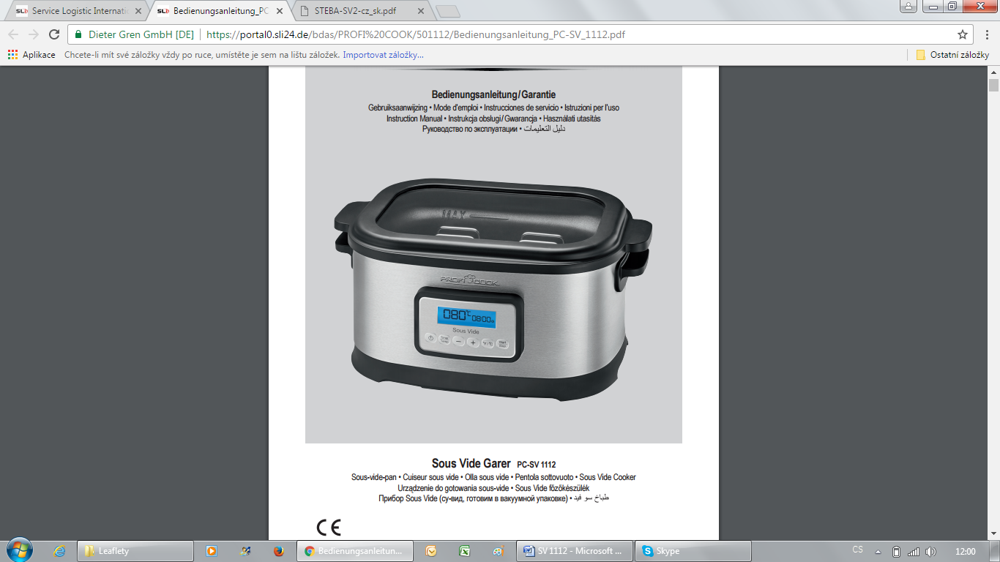 Service Logistic Internatio
Bedienungsanleitung_PC
STEBA-SV2-cz_sk.pdf
Dieter Gren GmbH [DE]
https://portal0.sli24.de/bdas/PROFI%20COOK/501112/Bedienungsanleitung_PC-SV_1112.pdf
Aplikace
Chcete-li mít své záložky vždy po ruce, umístěte je sem na lištu záložek. Importovat záložky...
Ostatní záložky
Bedienungsanleitung/Garantie
Gebruiksaanwijzing • Mode d'emploi • Instrucciones de servicio • Istruzioni per l'uso
Instruction Manual • Instrukcja obsługi/Gwarancja • Használati utasítás
Руководство по эксплуатации • دليل التعليمات
MAX
PROFI COOK
080°C 08:00
Sous Vide
− + °F/°C Start
Sous Vide Garer PC-SV 1112
Sous-vide-pan • Cuiseur sous vide • Olla sous vide • Pentola sottovuoto • Sous Vide Cooker
Urządzenie do gotowania sous-vide • Sous Vide főzőkészülék
Прибор Sous Vide (су-вид, готовим в вакуумной упаковке) • طباخ سو فيد
CE
Leaflety
Bedienungsanleitun...
SV 1112 - Microsoft ...
Skype
CS
12:00